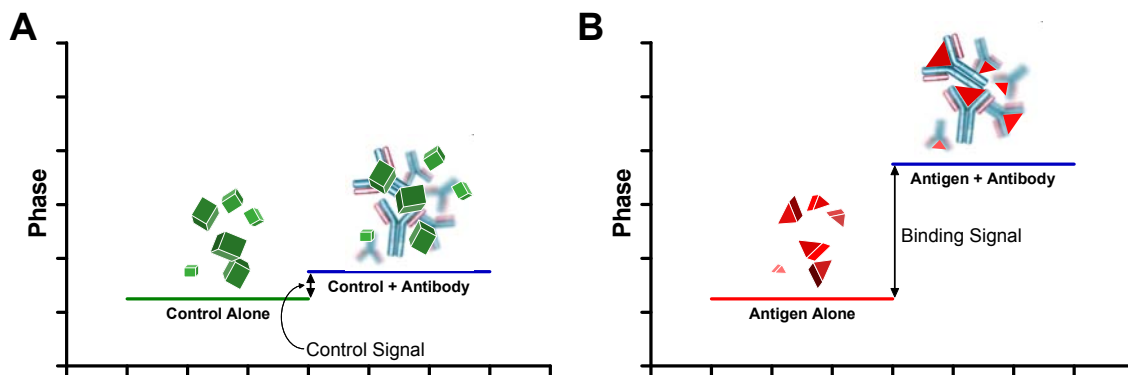 A
Phase
Control Alone
Control + Antibody
Control Signal
B
Phase
Antigen + Antibody
Binding Signal
Antigen Alone